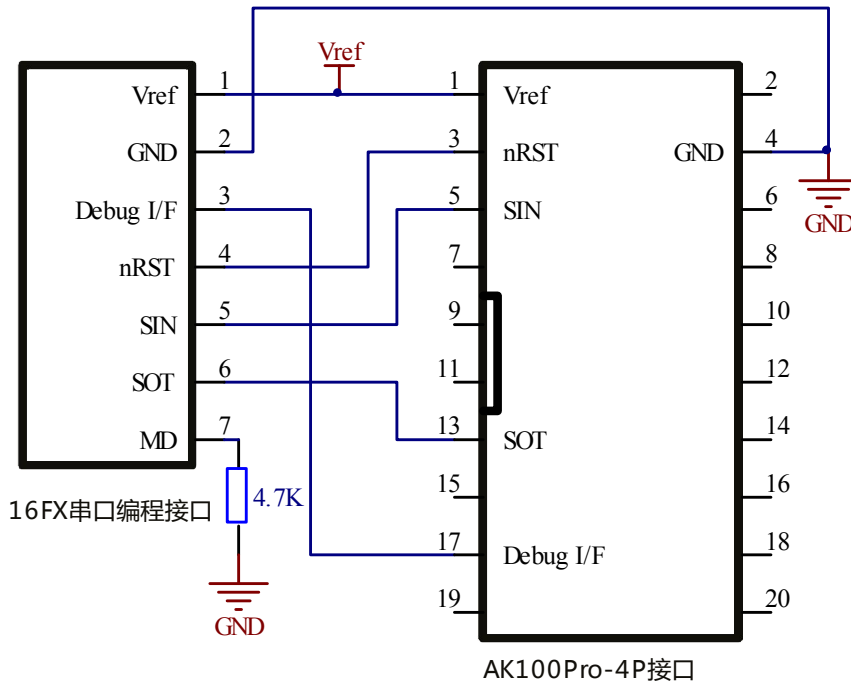 Vref
Vref 1
GND 2
Debug I/F 3
nRST 4
SIN 5
SOT 6
MD 7
4.7K
GND
16FX串口编程接口
1 Vref 2
3 nRST GND 4
5 SIN 6
7 8
9 10
11 12
13 SOT 14
15 16
17 Debug I/F 18
19 20
GND
AK100Pro-4P接口